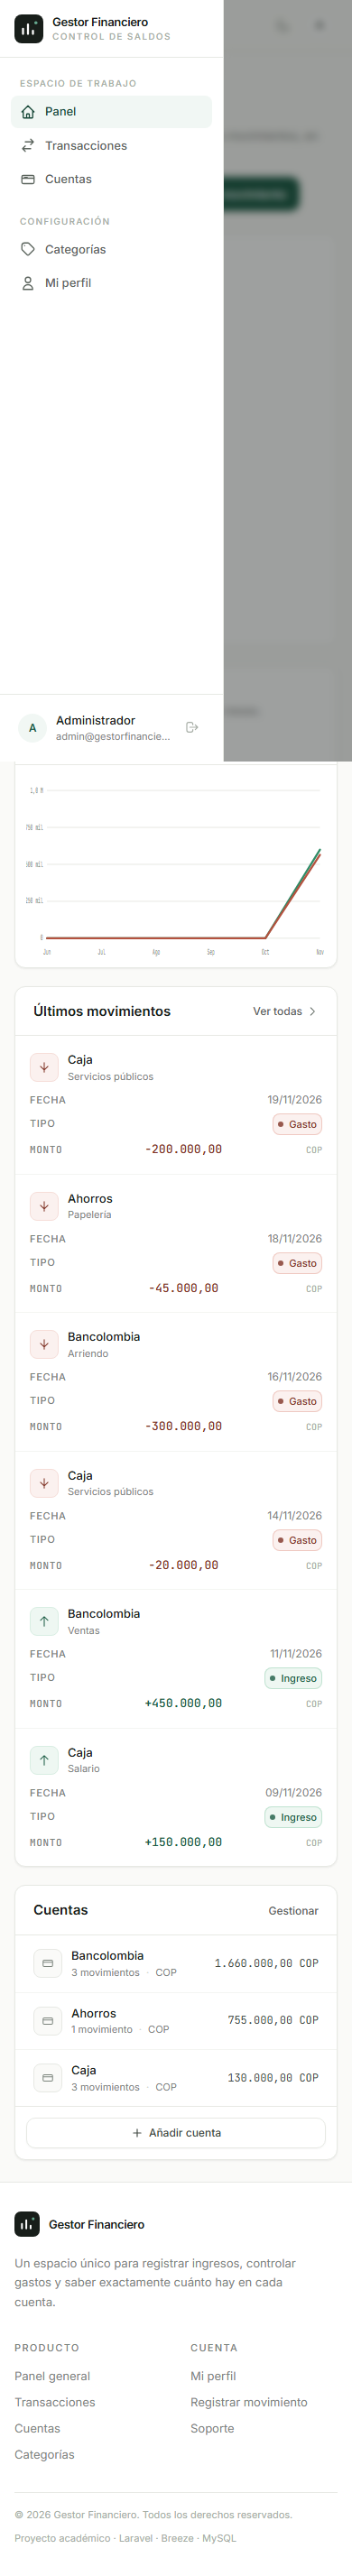 Gestor Financiero
CONTROL DE SALDOS
ESPACIO DE TRABAJO
Panel
Transacciones
Cuentas
CONFIGURACIÓN
Categorías
Mi perfil
A
Administrador
admin@gestorfinancie...
1,0 M
750 mil
500 mil
250 mil
0
Jun Jul Ago Sep Oct Nov
Últimos movimientos Ver todas
Caja
Servicios públicos
FECHA 19/11/2026
TIPO Gasto
MONTO -200.000,00 COP
Ahorros
Papelería
FECHA 18/11/2026
TIPO Gasto
MONTO -45.000,00 COP
Bancolombia
Arriendo
FECHA 16/11/2026
TIPO Gasto
MONTO -300.000,00 COP
Caja
Servicios públicos
FECHA 14/11/2026
TIPO Gasto
MONTO -20.000,00 COP
Bancolombia
Ventas
FECHA 11/11/2026
TIPO Ingreso
MONTO +450.000,00 COP
Caja
Salario
FECHA 09/11/2026
TIPO Ingreso
MONTO +150.000,00 COP
Cuentas Gestionar
Bancolombia
3 movimientos · COP 1.660.000,00 COP
Ahorros
1 movimiento · COP 755.000,00 COP
Caja
3 movimientos · COP 130.000,00 COP
+ Añadir cuenta
Gestor Financiero
Un espacio único para registrar ingresos, controlar
gastos y saber exactamente cuánto hay en cada
cuenta.
PRODUCTO CUENTA
Panel general Mi perfil
Transacciones Registrar movimiento
Cuentas Soporte
Categorías
© 2026 Gestor Financiero. Todos los derechos reservados.
Proyecto académico · Laravel · Breeze · MySQL